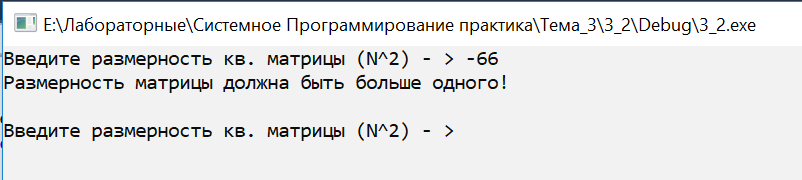 E:\Лабораторные\Системное Программирование практика\Тема_3\3_2\Debug\3_2.exe
Введите размерность кв. матрицы (N^2) - > -66
Размерность матрицы должна быть больше одного!
Введите размерность кв. матрицы (N^2) - >